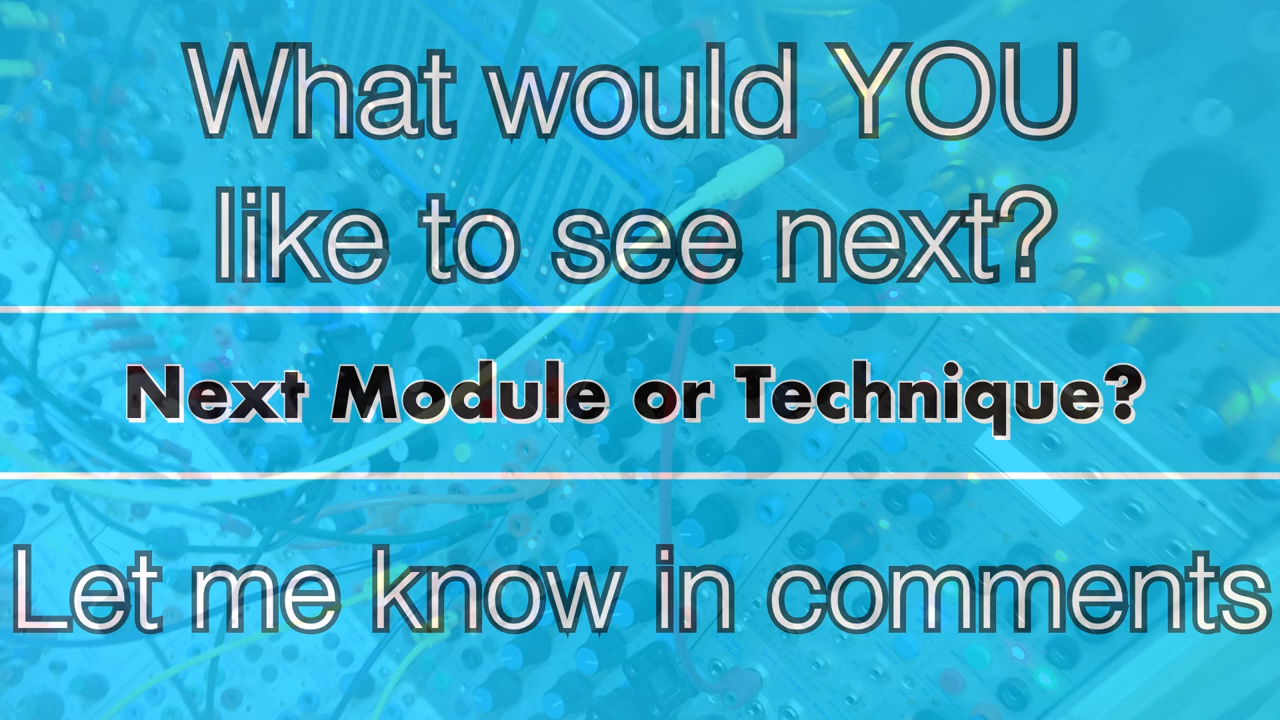 What would YOU
like to see next?
Next Module or Technique?
Let me know in comments